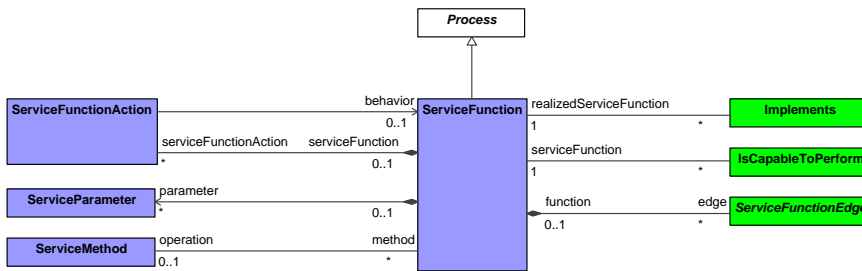 Process
ServiceFunctionAction
behavior
ServiceFunction
realizedServiceFunction
Implements
0..1
1
*
serviceFunctionAction
serviceFunction
serviceFunction
IsCapableToPerform
*
0..1
1
*
ServiceParameter
parameter
function
edge
ServiceFunctionEdge
*
0..1
0..1
*
ServiceMethod
operation
method
0..1
*